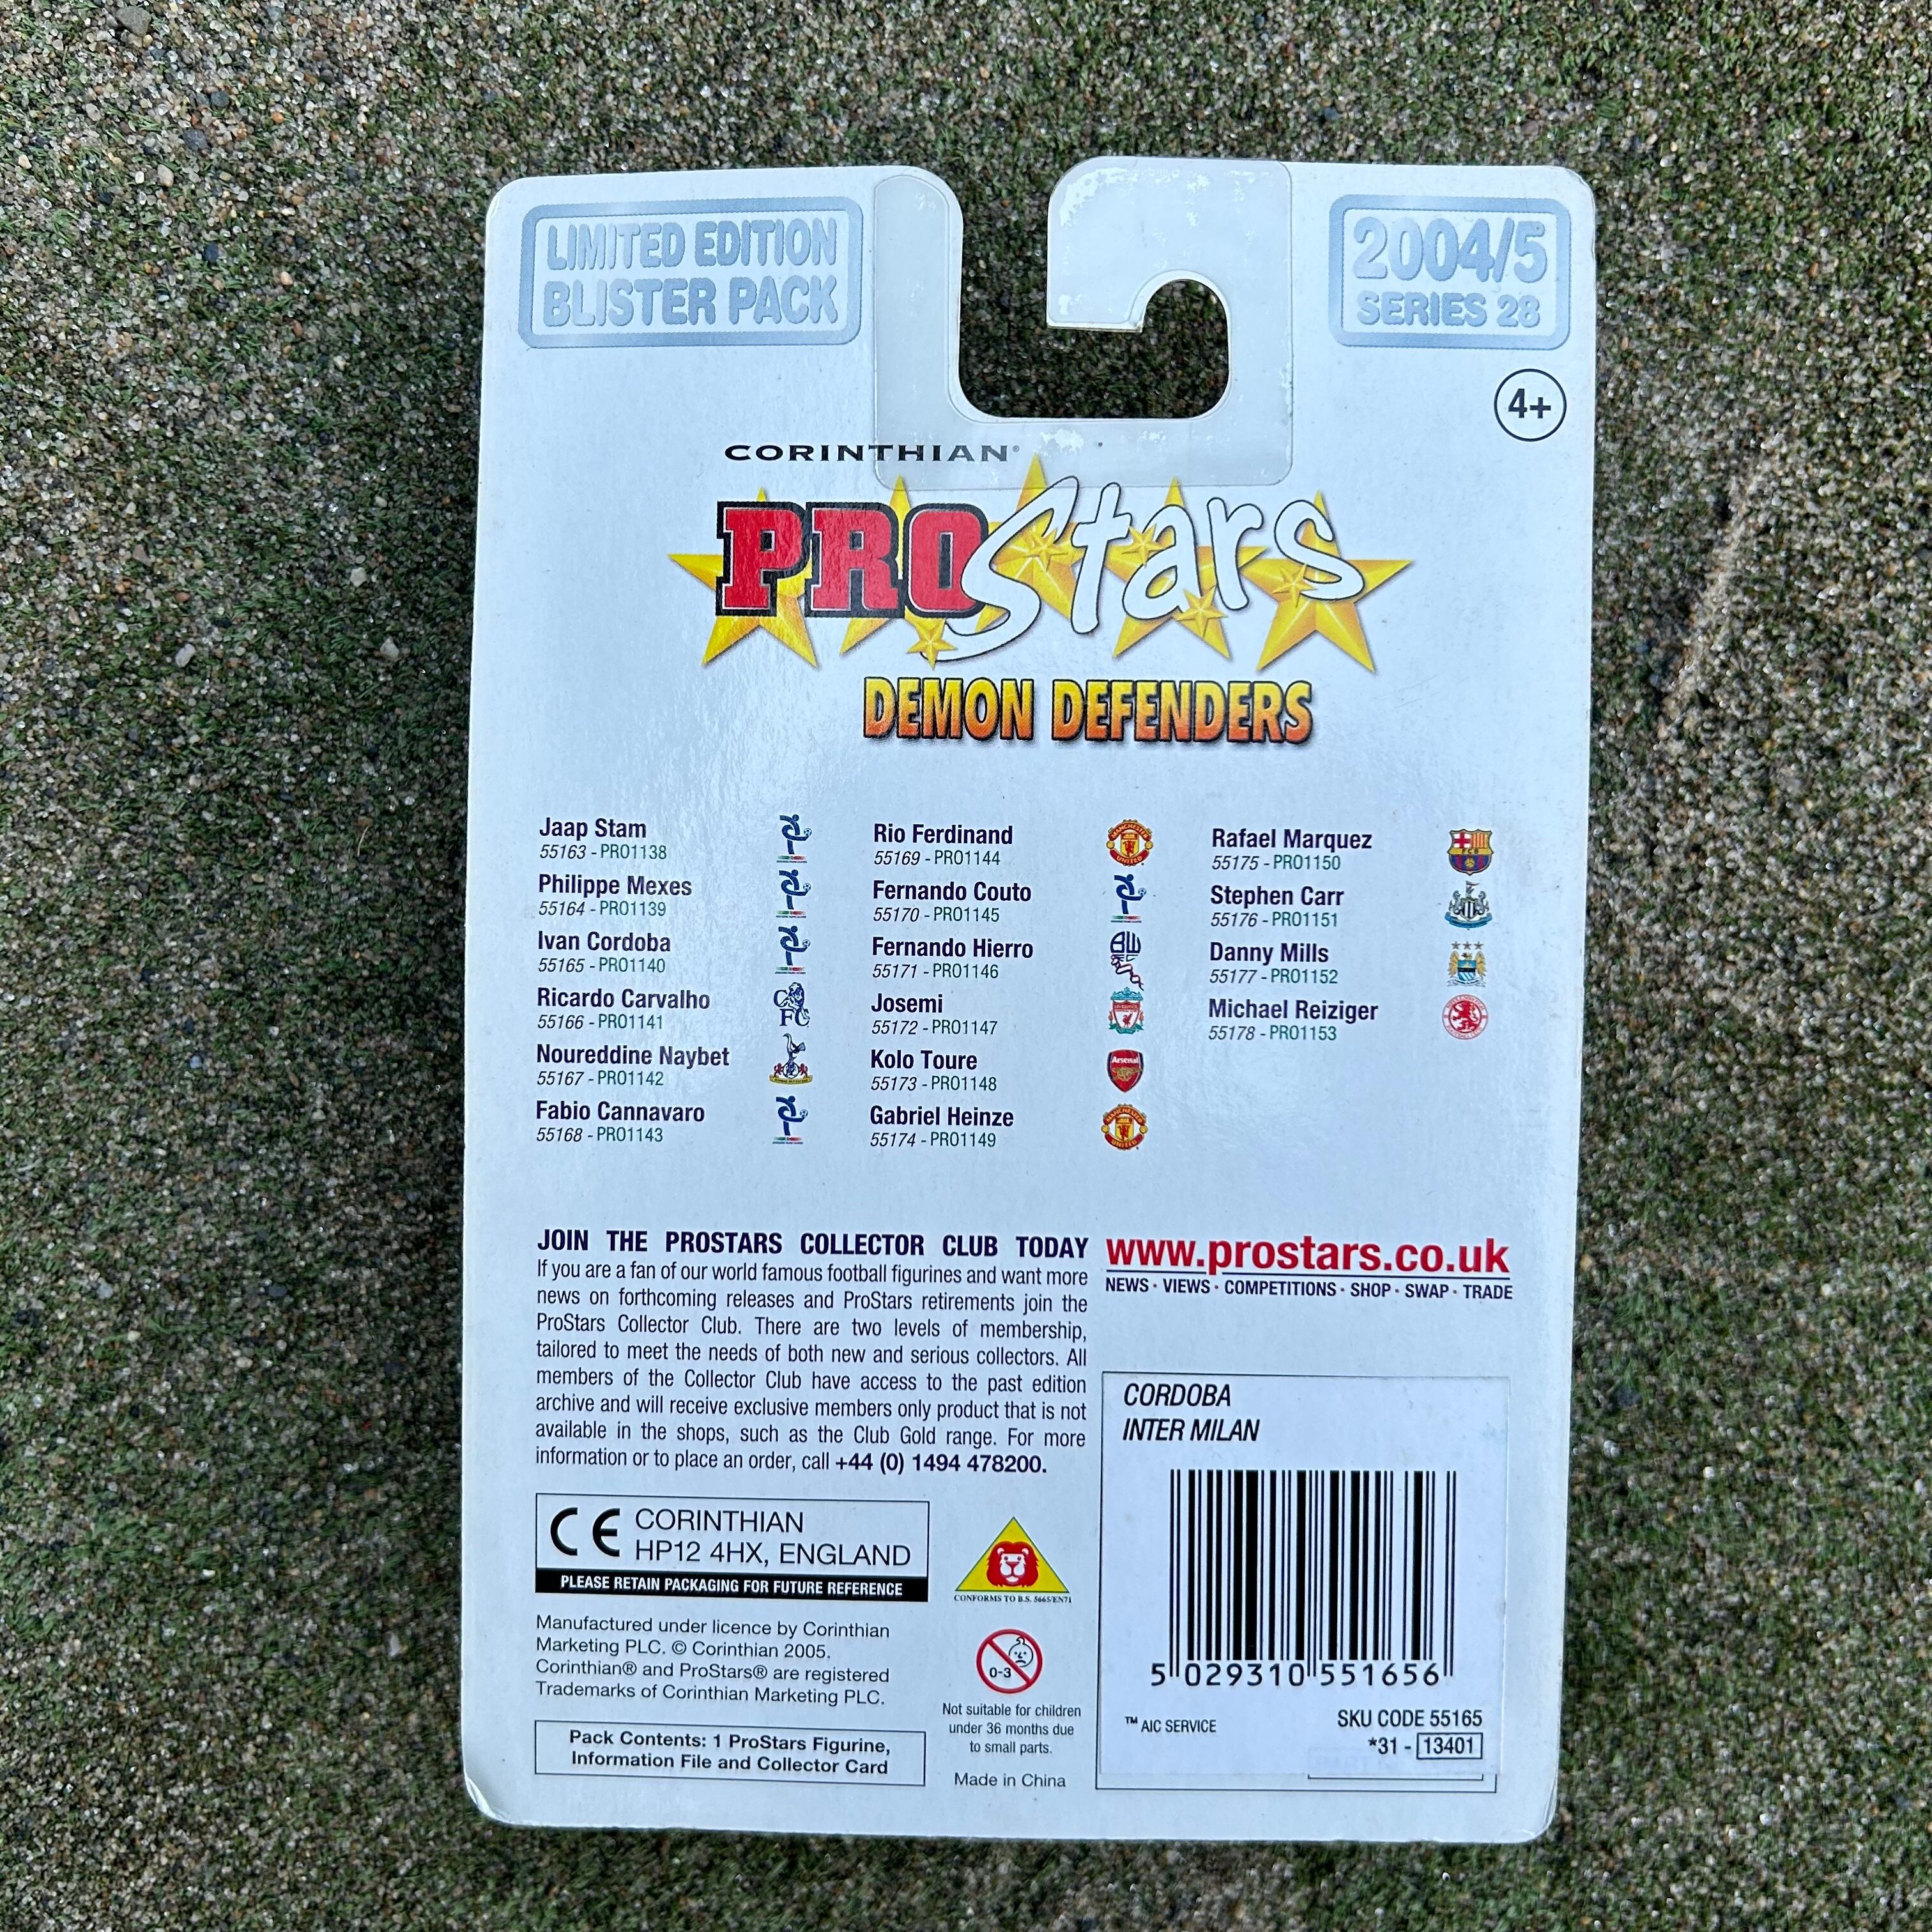 LIMITED EDITION
BLISTER PACK
2004/5
SERIES 28
4+
CORINTHIAN®
PROStars
DEMON DEFENDERS
Jaap Stam
55163 - PRO1138
Philippe Mexes
55164 - PRO1139
Ivan Cordoba
55165 - PRO1140
Ricardo Carvalho
55166 - PRO1141
Noureddine Naybet
55167 - PRO1142
Fabio Cannavaro
55168 - PRO1143
Rio Ferdinand
55169 - PRO1144
Fernando Couto
55170 - PRO1145
Fernando Hierro
55171 - PRO1146
Josemi
55172 - PRO1147
Kolo Toure
55173 - PRO1148
Gabriel Heinze
55174 - PRO1149
Rafael Marquez
55175 - PRO1150
Stephen Carr
55176 - PRO1151
Danny Mills
55177 - PRO1152
Michael Reiziger
55178 - PRO1153
FC
MANCHESTER
UNITED
Arsenal
MANCHESTER
UNITED
FCB
JOIN THE PROSTARS COLLECTOR CLUB TODAY
If you are a fan of our world famous football figurines and want more
news on forthcoming releases and ProStars retirements join the
ProStars Collector Club. There are two levels of membership,
tailored to meet the needs of both new and serious collectors. All
members of the Collector Club have access to the past edition
archive and will receive exclusive members only product that is not
available in the shops, such as the Club Gold range. For more
information or to place an order, call +44 (0) 1494 478200.
www.prostars.co.uk
NEWS · VIEWS · COMPETITIONS · SHOP · SWAP · TRADE
CE CORINTHIAN
HP12 4HX, ENGLAND
PLEASE RETAIN PACKAGING FOR FUTURE REFERENCE
Manufactured under licence by Corinthian
Marketing PLC. © Corinthian 2005.
Corinthian® and ProStars® are registered
Trademarks of Corinthian Marketing PLC.
Pack Contents: 1 ProStars Figurine,
Information File and Collector Card
CONFORMS TO B.S. 5665/EN71
0-3
Not suitable for children
under 36 months due
to small parts.
Made in China
CORDOBA
INTER MILAN
5 029310 551656
™ AIC SERVICE
SKU CODE 55165
*31 - 13401